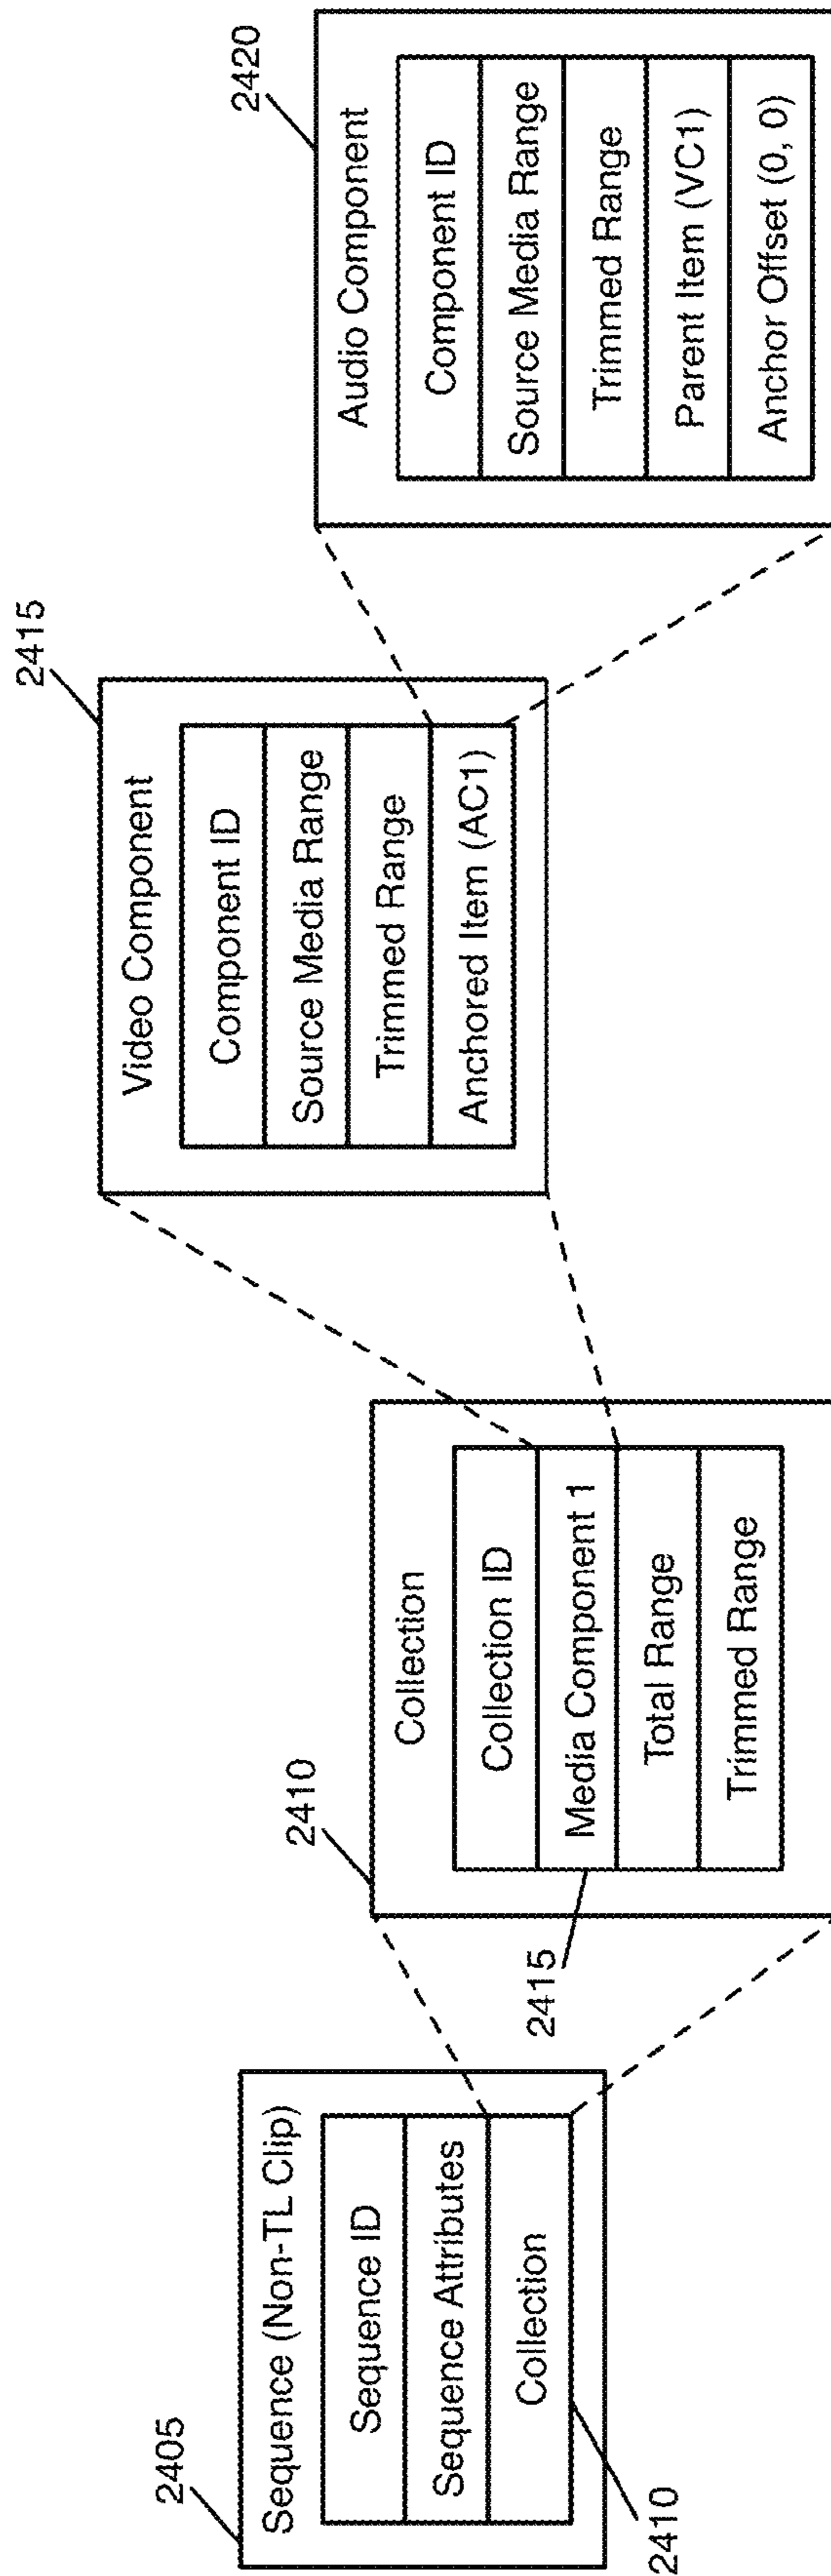 2405
Sequence (Non-TL Clip)
Sequence ID
Sequence Attributes
Collection
2410
2410
Collection
Collection ID
Media Component 1
Total Range
Trimmed Range
2415
2415
Video Component
Component ID
Source Media Range
Trimmed Range
Anchored Item (AC1)
2420
Audio Component
Component ID
Source Media Range
Trimmed Range
Parent Item (VC1)
Anchor Offset (0, 0)